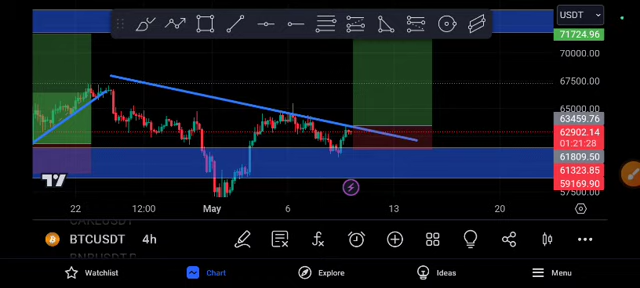 USDT
71724.96
70000.00
67500.00
65000.00
63459.76
62902.14
01:21:28
61809.50
61323.85
59169.90
57500.00
22 12:00 May 6 13 20
BTCUSDT 4h
Watchlist Chart Explore Ideas Menu